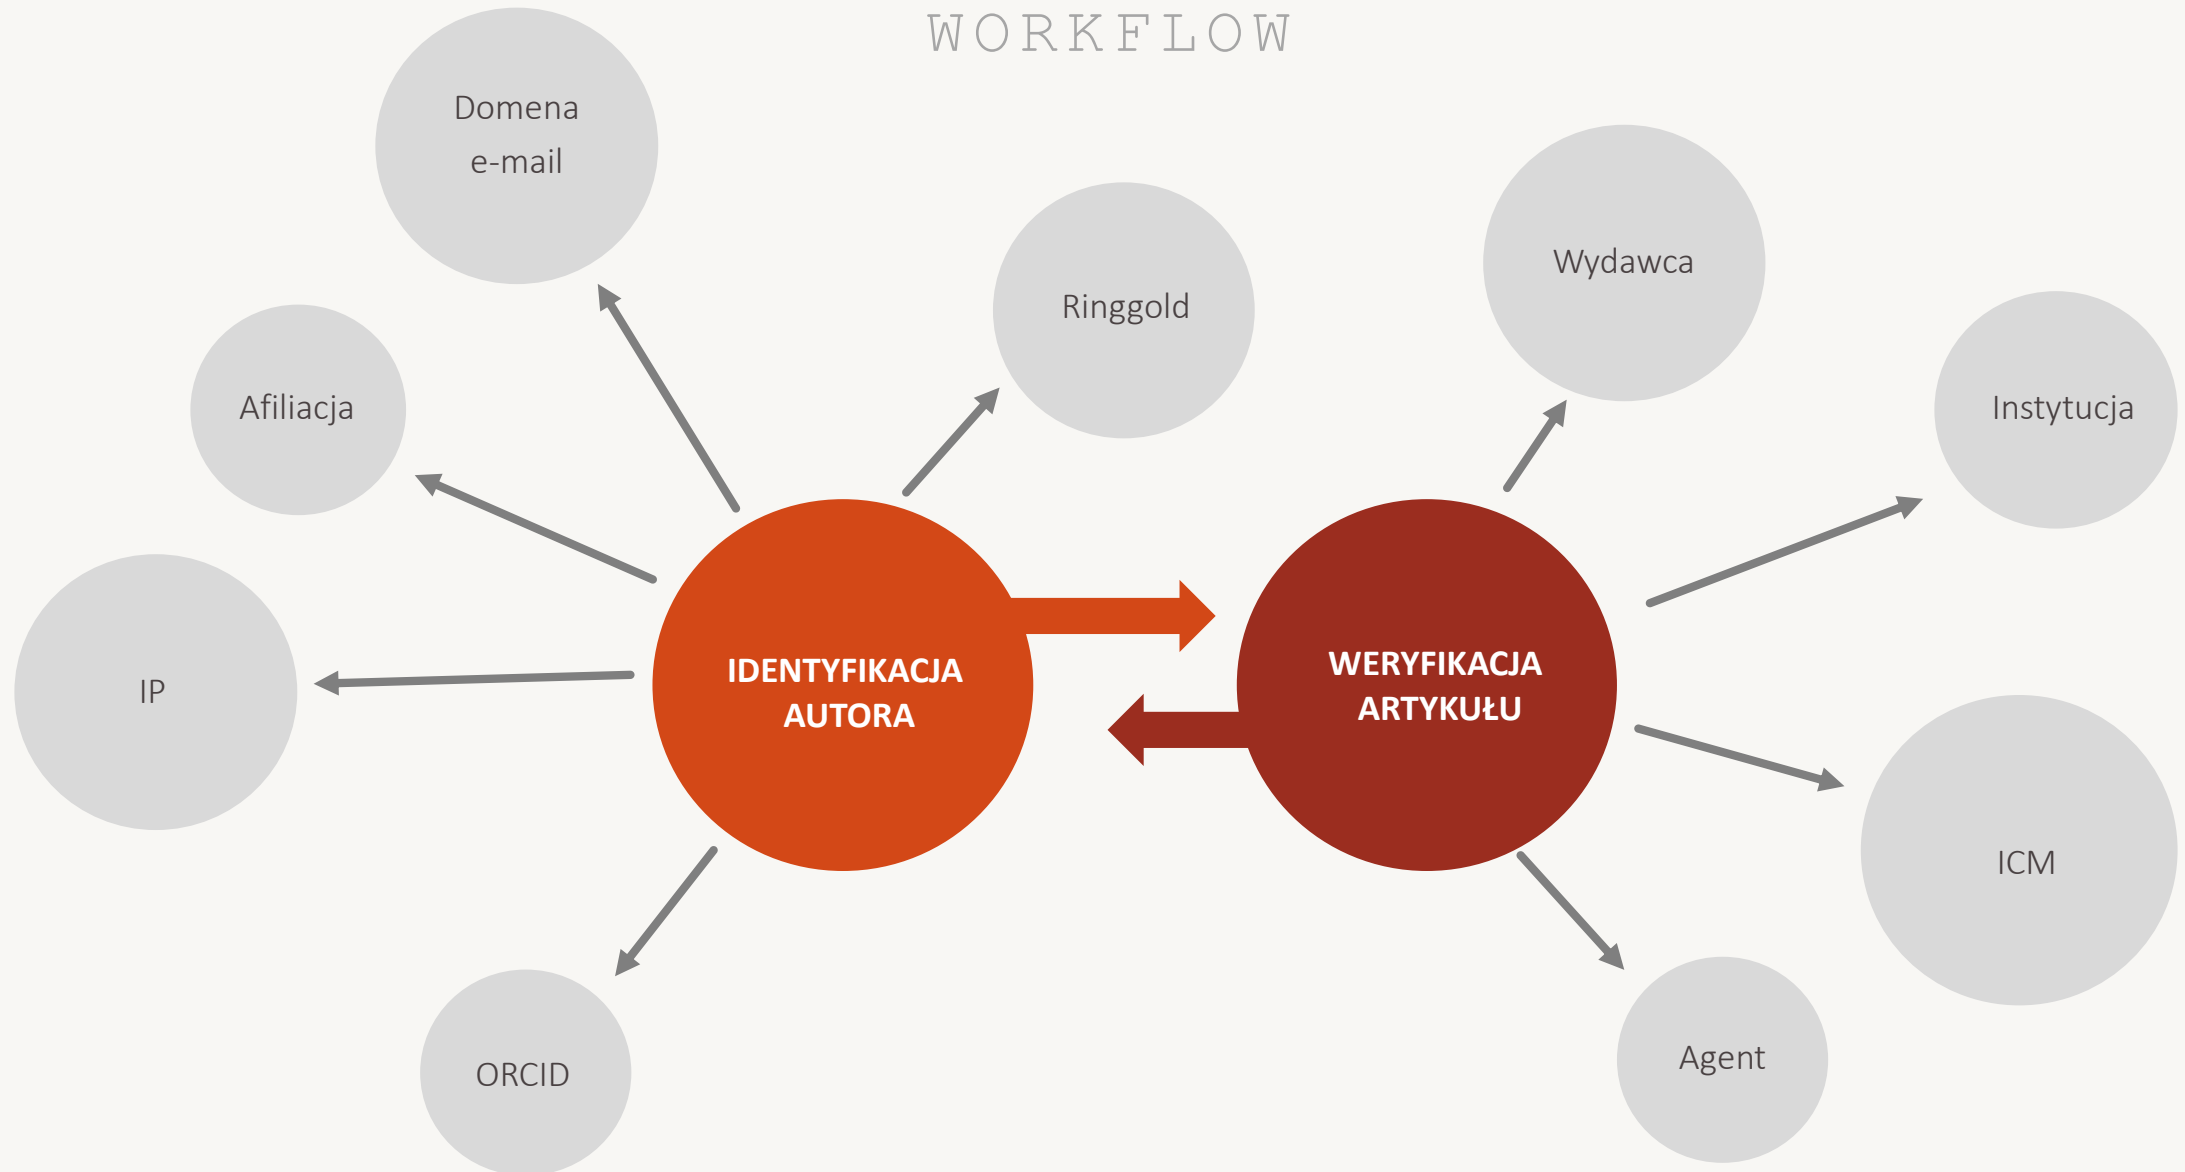 WORKFLOW
Domena
e-mail
Ringgold
Wydawca
Afiliacja
Instytucja
IP
IDENTYFIKACJA
AUTORA
WERYFIKACJA
ARTYKUŁU
ICM
ORCID
Agent